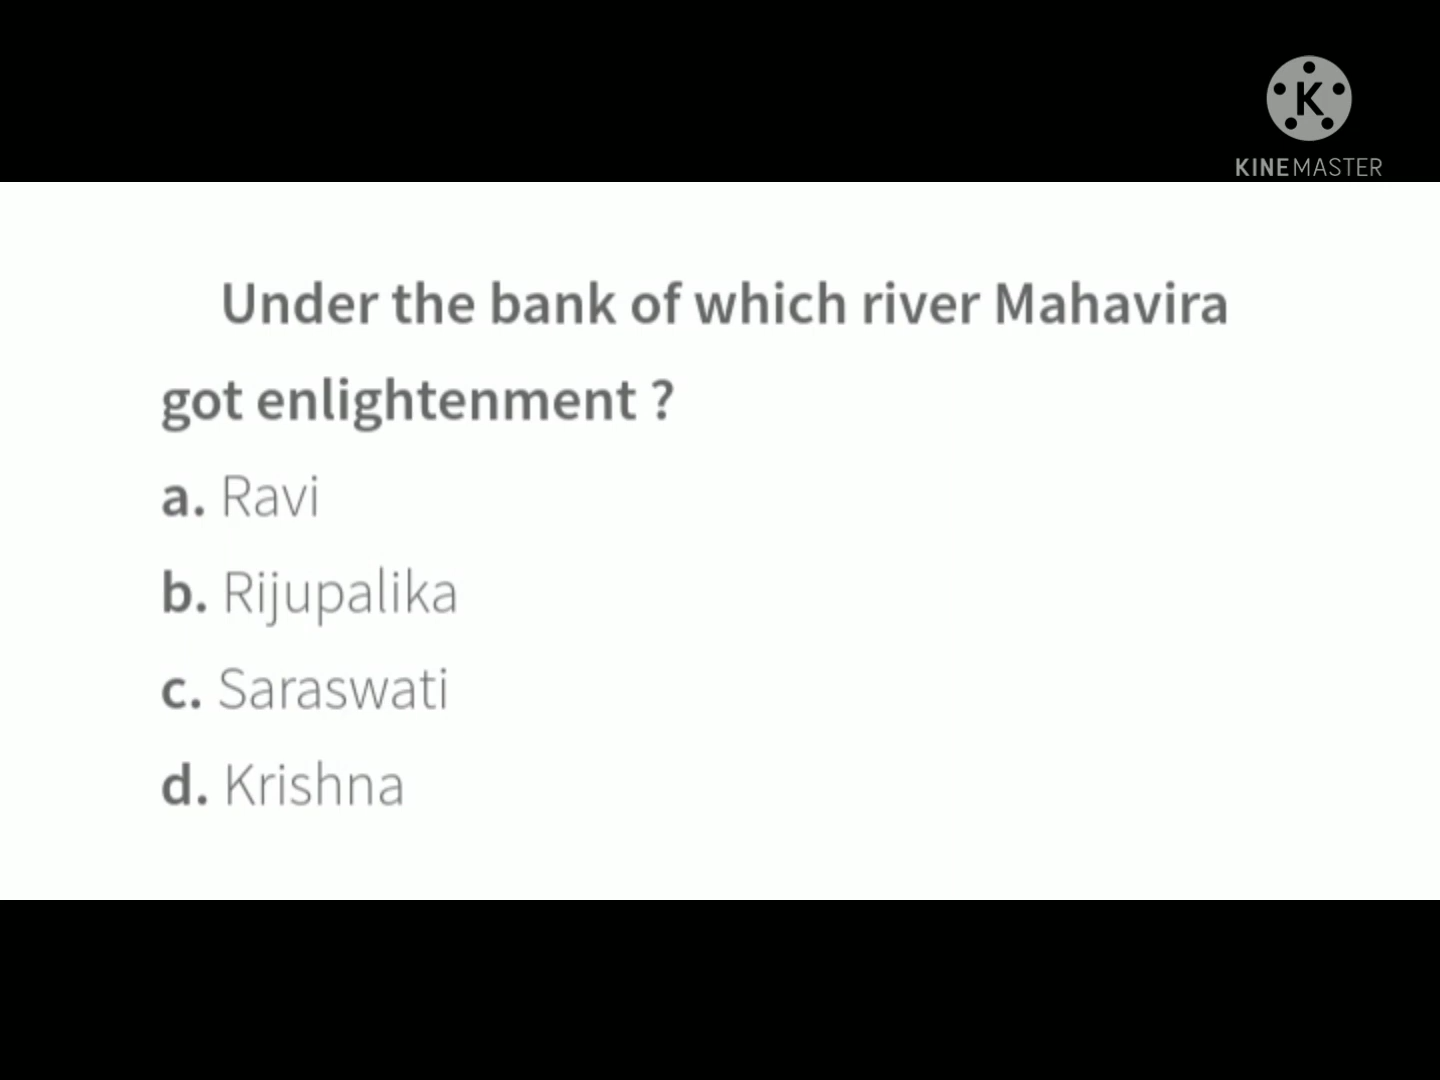 KINEMASTER
Under the bank of which river Mahavira
got enlightenment ?
a. Ravi
b. Rijupalika
c. Saraswati
d. Krishna